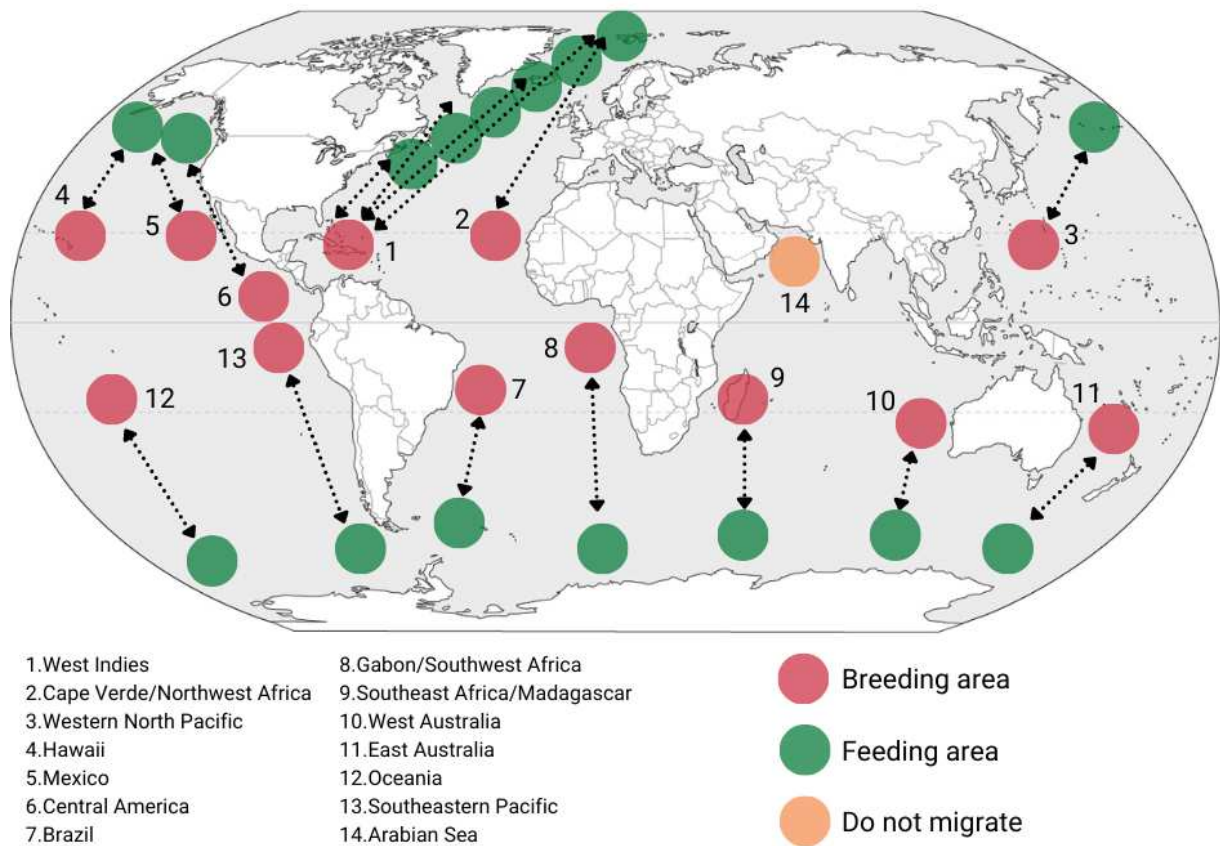 4
5
1
2
3
6
14
13
8
12
7
9
10
11
1.West Indies
2.Cape Verde/Northwest Africa
3.Western North Pacific
4.Hawaii
5.Mexico
6.Central America
7.Brazil
8.Gabon/Southwest Africa
9.Southeast Africa/Madagascar
10.West Australia
11.East Australia
12.Oceania
13.Southeastern Pacific
14.Arabian Sea
Breeding area
Feeding area
Do not migrate